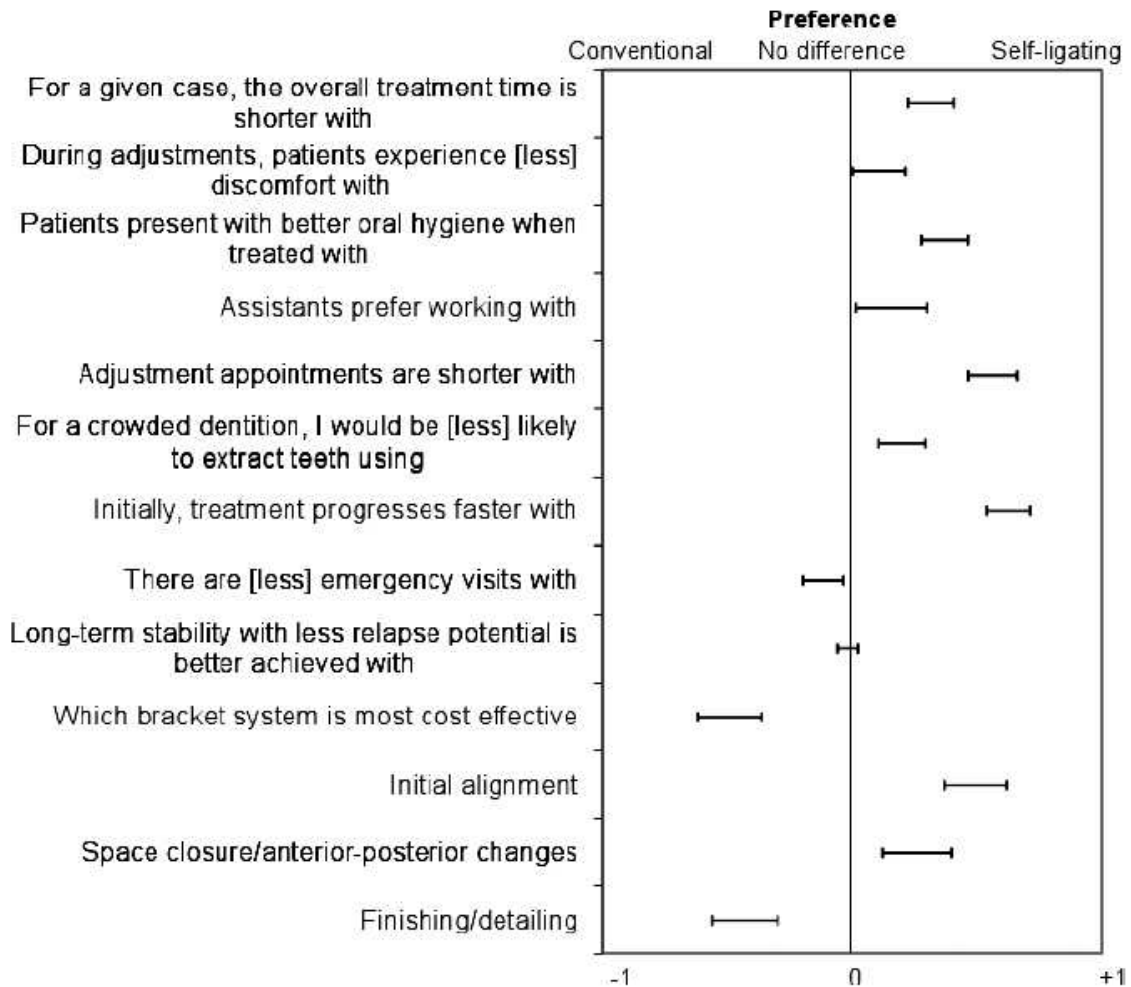 Preference
Conventional No difference Self-ligating
For a given case, the overall treatment time is
shorter with
During adjustments, patients experience [less]
discomfort with
Patients present with better oral hygiene when
treated with
Assistants prefer working with
Adjustment appointments are shorter with
For a crowded dentition, I would be [less] likely
to extract teeth using
Initially, treatment progresses faster with
There are [less] emergency visits with
Long-term stability with less relapse potential is
better achieved with
Which bracket system is most cost effective
Initial alignment
Space closure/anterior-posterior changes
Finishing/detailing
-1 0 +1